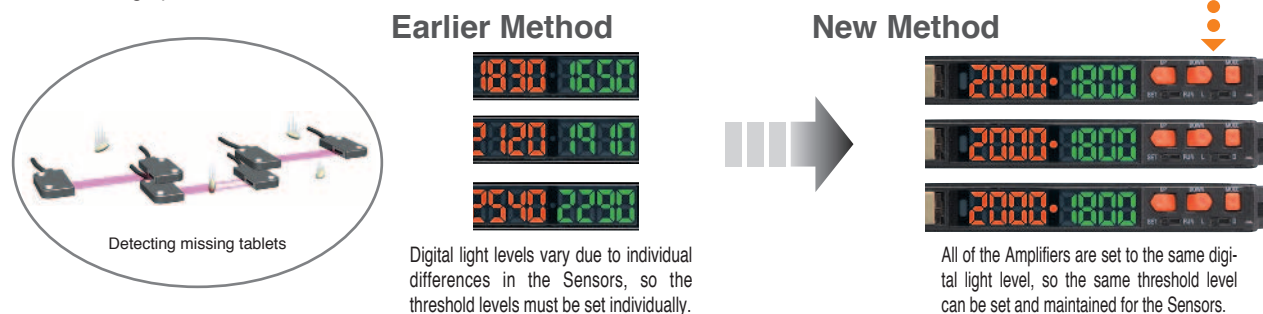 Earlier Method
New Method
1830 1650
2120 1910
2540 2290
2000 1800
2000 1800
2000 1800
Detecting missing tablets
Digital light levels vary due to individual
differences in the Sensors, so the
threshold levels must be set individually.
All of the Amplifiers are set to the same digi-
tal light level, so the same threshold level
can be set and maintained for the Sensors.